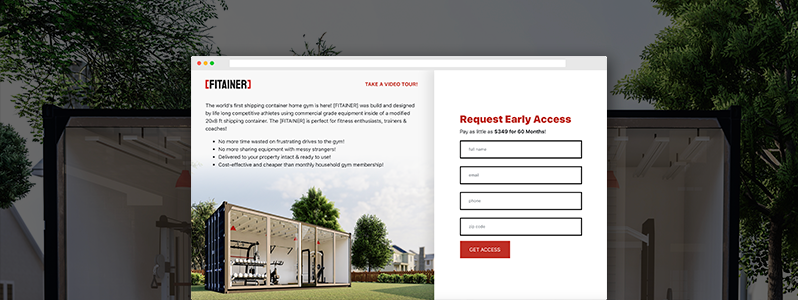 [FITAINER]
TAKE A VIDEO TOUR!
The world's first shipping container home gym is here! [FITAINER] was build and designed
by life long competitive athletes using commercial grade equipment inside of a modified
20x8 ft shipping container. The [FITAINER] is perfect for fitness enthusiasts, trainers &
coaches!
• No more time wasted on frustrating drives to the gym!
• No more sharing equipment with messy strangers!
• Delivered to your property intact & ready to use!
• Cost-effective and cheaper than monthly household gym membership!
Request Early Access
Pay as little as $349 for 60 Months!
full name
email
phone
zip code
GET ACCESS